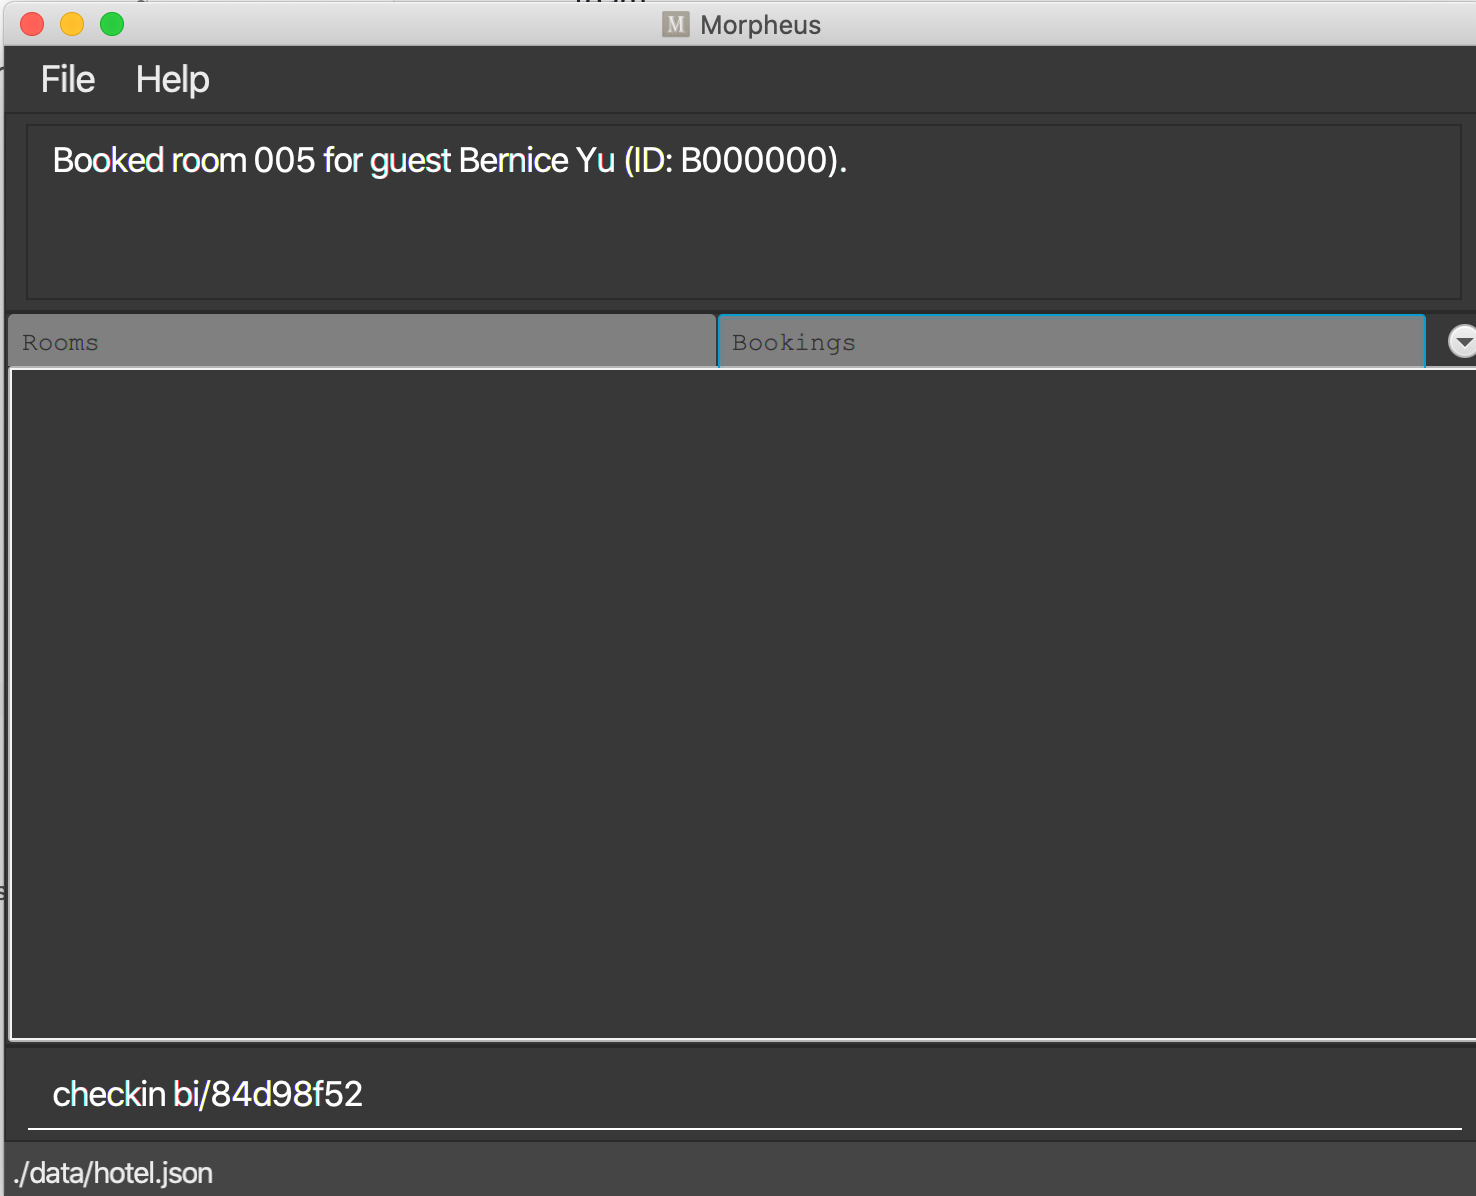 M Morpheus
File Help
Booked room 005 for guest Bernice Yu (ID: B000000).
Rooms Bookings
checkin bi/84d98f52
./data/hotel.json